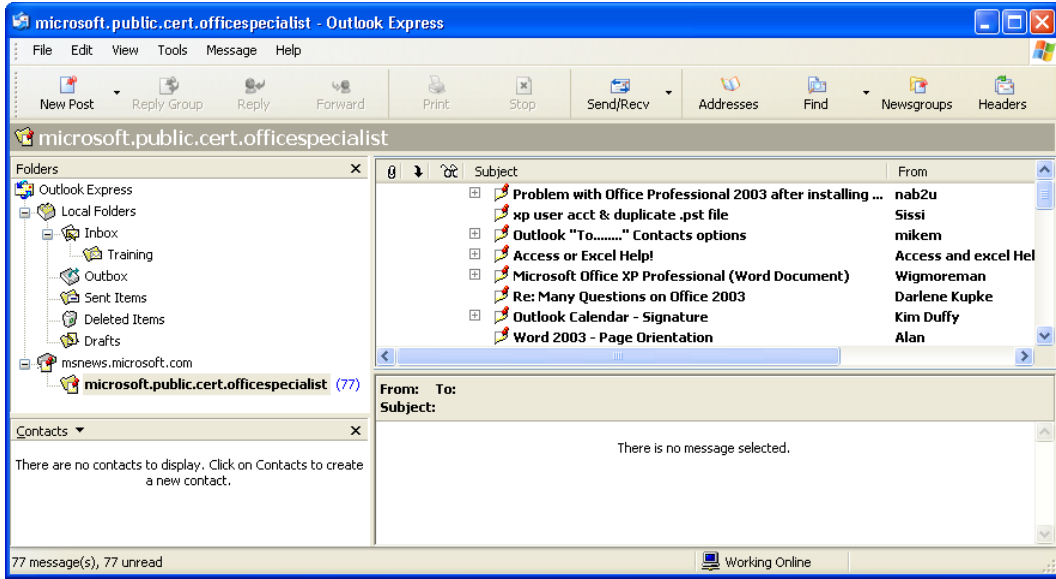 microsoft.public.cert.officespecialist - Outlook Express
File Edit View Tools Message Help
New Post Reply Group Reply Forward Print Stop Send/Recv Addresses Find Newsgroups Headers
microsoft.public.cert.officespecialist
Folders
Outlook Express
Local Folders
Inbox
Training
Outbox
Sent Items
Deleted Items
Drafts
msnews.microsoft.com
microsoft.public.cert.officespecialist (77)
Contacts
There are no contacts to display. Click on Contacts to create
a new contact.
Subject From
Problem with Office Professional 2003 after installing ... nab2u
xp user acct & duplicate .pst file Sissi
Outlook "To........" Contacts options mikem
Access or Excel Help! Access and excel Hel
Microsoft Office XP Professional (Word Document) Wigmoreman
Re: Many Questions on Office 2003 Darlene Kupke
Outlook Calendar - Signature Kim Duffy
Word 2003 - Page Orientation Alan
From: To:
Subject:
There is no message selected.
77 message(s), 77 unread Working Online